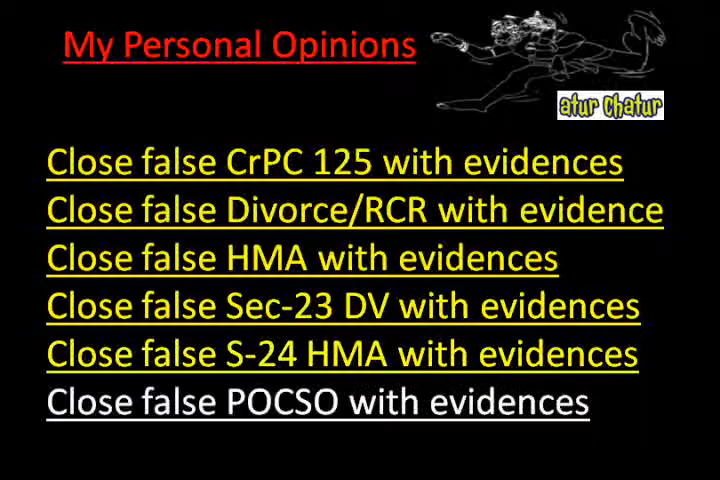 My Personal Opinions
atur Chatur
Close false CrPC 125 with evidences
Close false Divorce/RCR with evidence
Close false HMA with evidences
Close false Sec-23 DV with evidences
Close false S-24 HMA with evidences
Close false POCSO with evidences